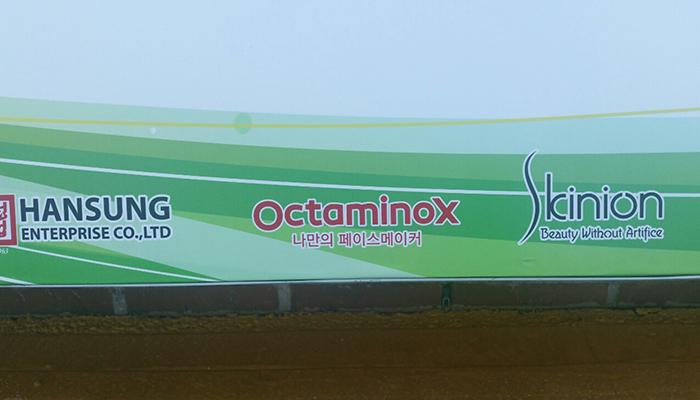 HANSUNG
ENTERPRISE CO.,LTD
OctaminoX
나만의 페이스메이커
Skinion
Beauty Without Artifice